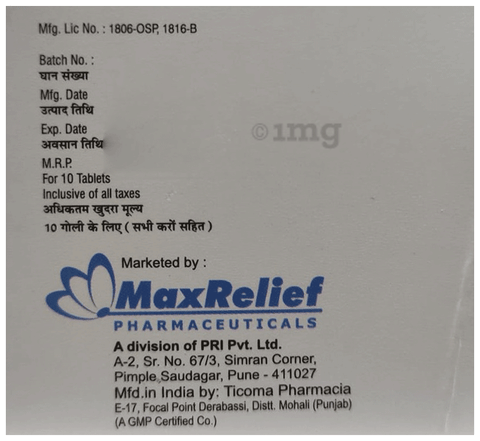 Mfg. Lic No. : 1806-OSP, 1816-B
Batch No. :
घान संख्या
Mfg. Date
उत्पाद तिथि
Exp. Date
अवसान तिथि
©1mg
M.R.P.
For 10 Tablets
Inclusive of all taxes
अधिकतम खुदरा मूल्य
10 गोली के लिए ( सभी करों सहित )
Marketed by :
MaxRelief
PHARMACEUTICALS
A division of PRI Pvt. Ltd.
A-2, Sr. No. 67/3, Simran Corner,
Pimple Saudagar, Pune - 411027
Mfd.in India by: Ticoma Pharmacia
E-17, Focal Point Derabassi, Distt. Mohali (Punjab)
(A GMP Certified Co.)